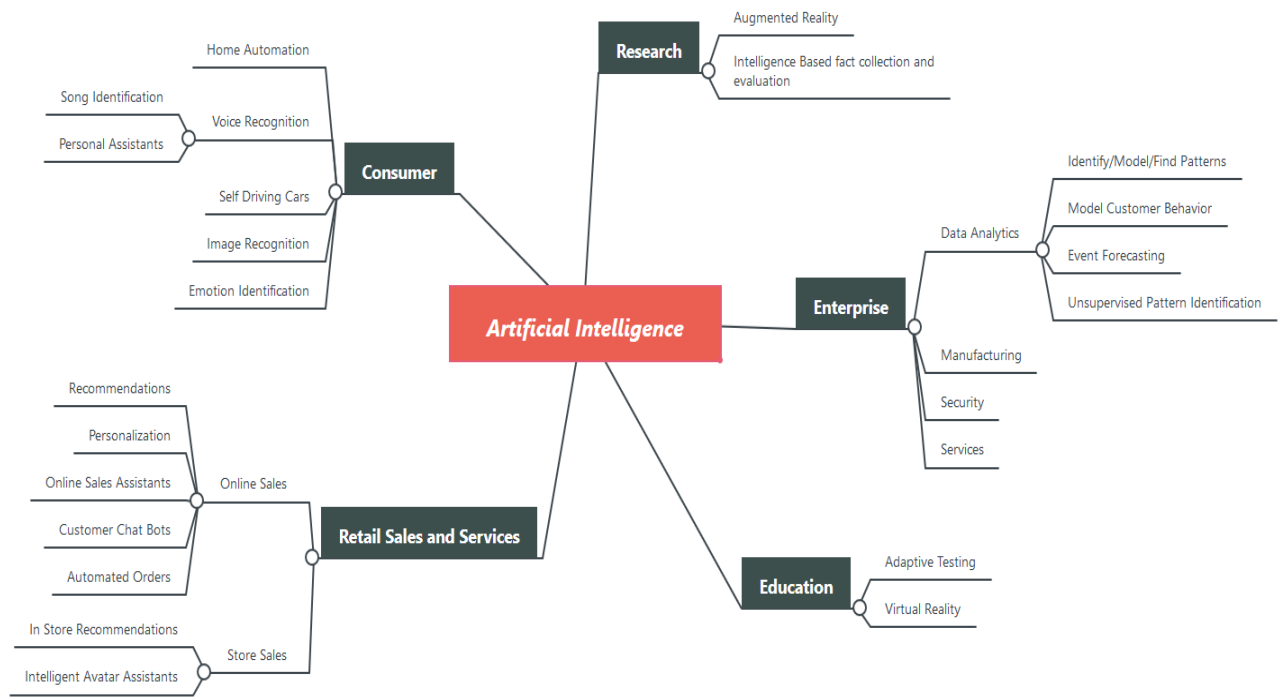 Artificial Intelligence
Research
Augmented Reality
Intelligence Based fact collection and
evaluation
Enterprise
Data Analytics
Identify/Model/Find Patterns
Model Customer Behavior
Event Forecasting
Unsupervised Pattern Identification
Manufacturing
Security
Services
Education
Adaptive Testing
Virtual Reality
Consumer
Home Automation
Voice Recognition
Song Identification
Personal Assistants
Self Driving Cars
Image Recognition
Emotion Identification
Retail Sales and Services
Online Sales
Recommendations
Personalization
Online Sales Assistants
Customer Chat Bots
Automated Orders
Store Sales
In Store Recommendations
Intelligent Avatar Assistants